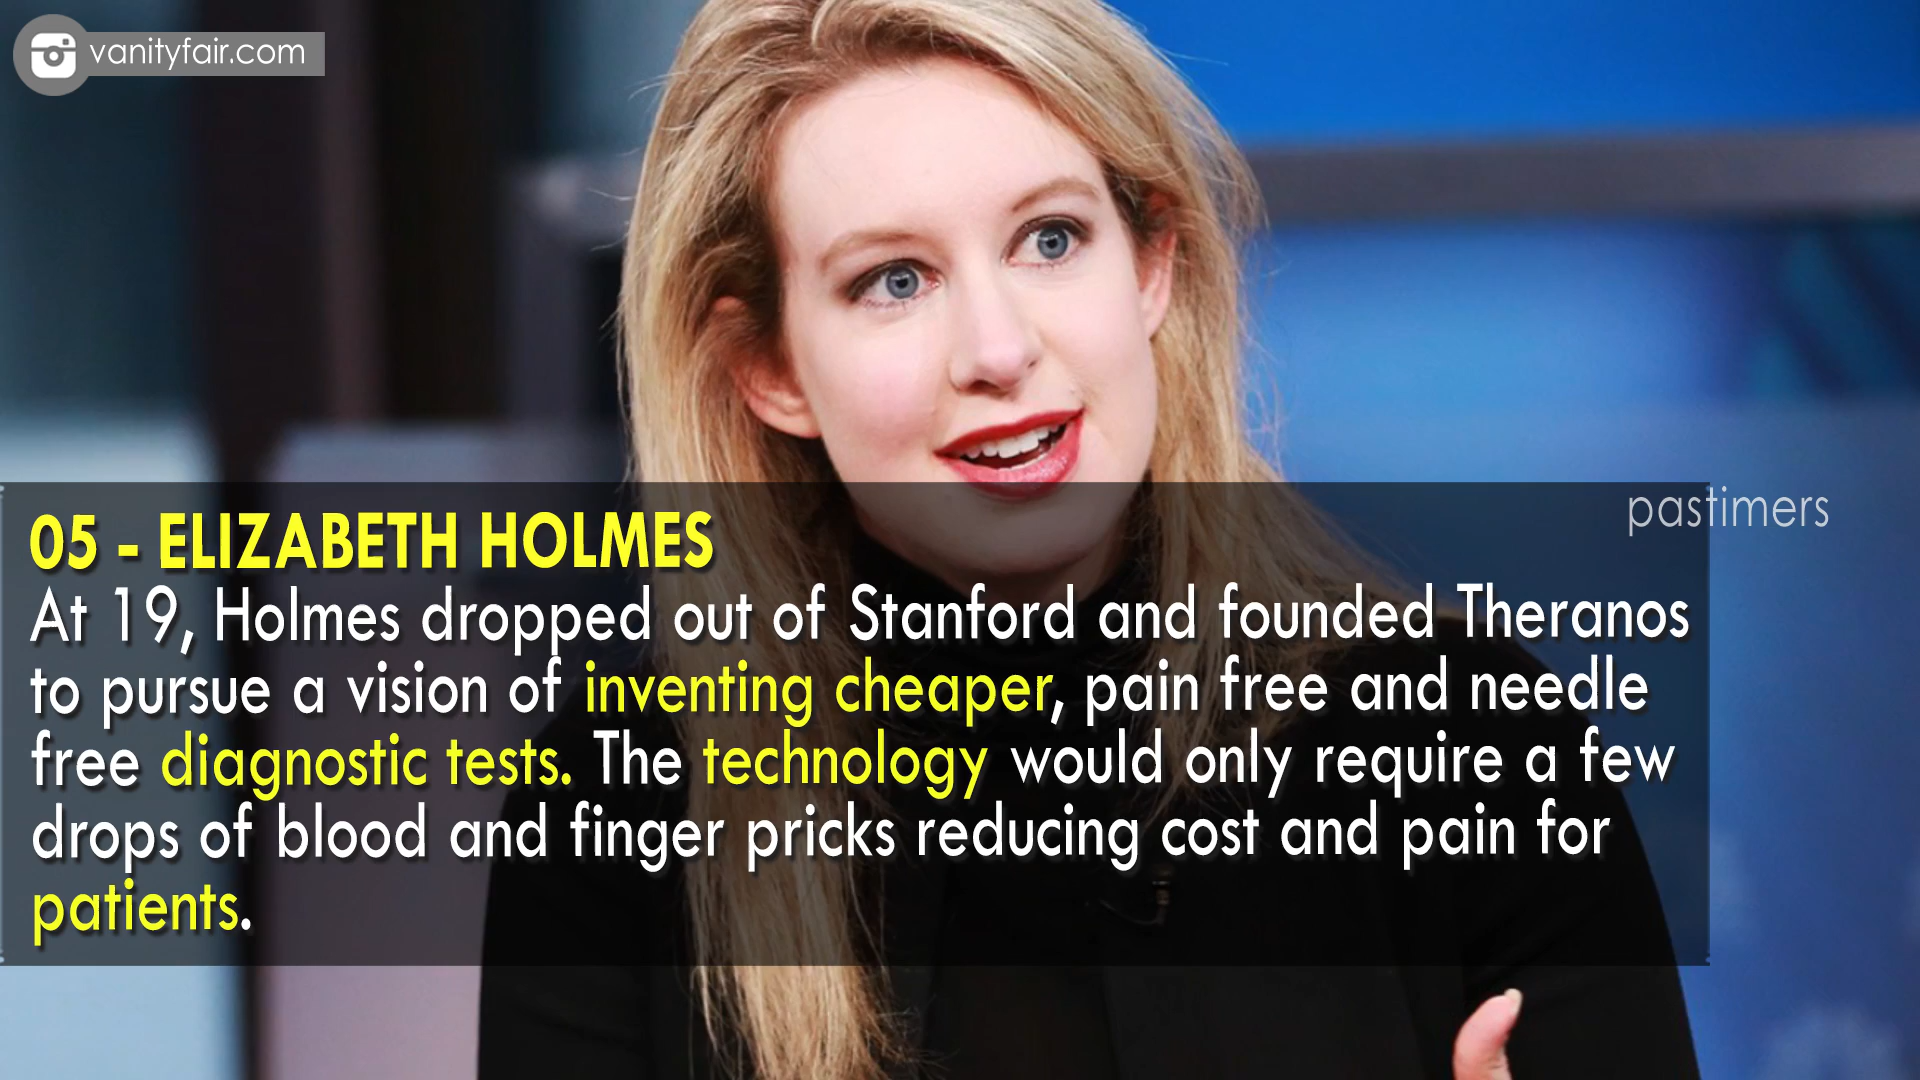 vanityfair.com
pastimers
05 - ELIZABETH HOLMES
At 19, Holmes dropped out of Stanford and founded Theranos
to pursue a vision of inventing cheaper, pain free and needle
free diagnostic tests. The technology would only require a few
drops of blood and finger pricks reducing cost and pain for
patients.